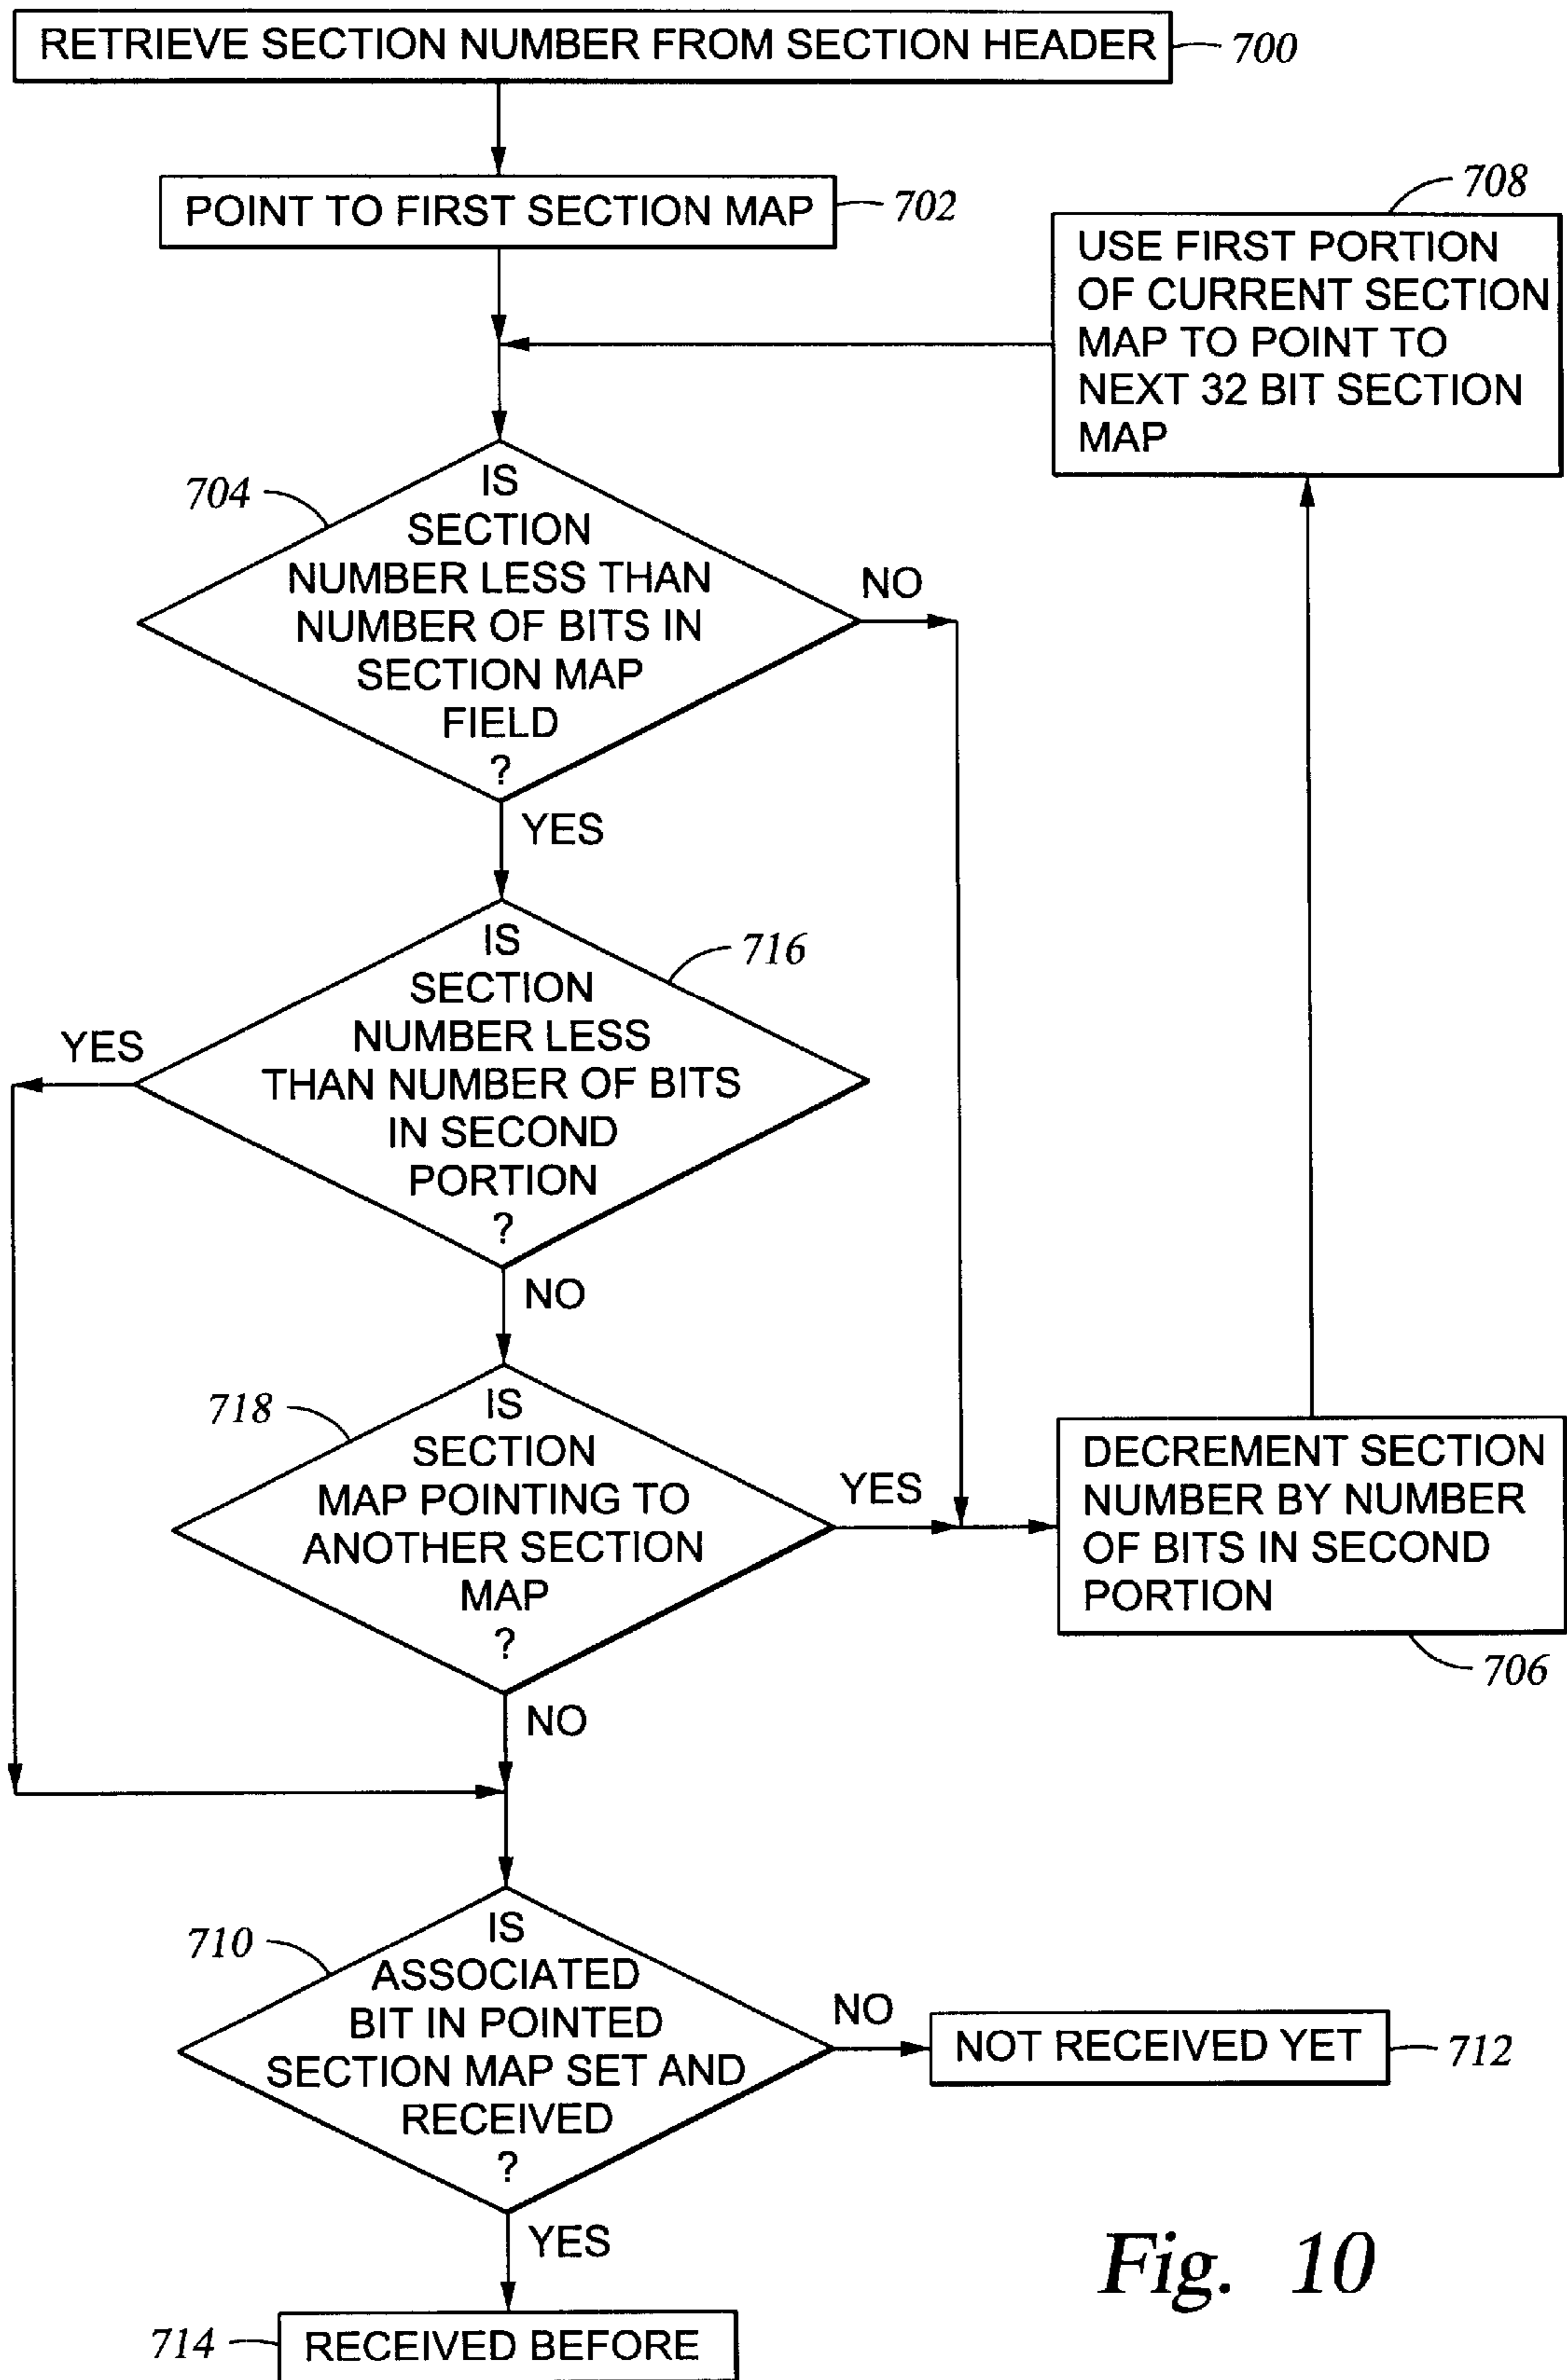 RETRIEVE SECTION NUMBER FROM SECTION HEADER
700
POINT TO FIRST SECTION MAP
702
708
USE FIRST PORTION
OF CURRENT SECTION
MAP TO POINT TO
NEXT 32 BIT SECTION
MAP
704
IS
SECTION
NUMBER LESS THAN
NUMBER OF BITS IN
SECTION MAP
FIELD
?
NO
YES
716
IS
SECTION
NUMBER LESS
THAN NUMBER OF BITS
IN SECOND
PORTION
?
YES
NO
718
IS
SECTION
MAP POINTING TO
ANOTHER SECTION
MAP
?
YES
DECREMENT SECTION
NUMBER BY NUMBER
OF BITS IN SECOND
PORTION
706
NO
710
IS
ASSOCIATED
BIT IN POINTED
SECTION MAP SET AND
RECEIVED
?
NO
NOT RECEIVED YET
712
YES
714
RECEIVED BEFORE
Fig. 10